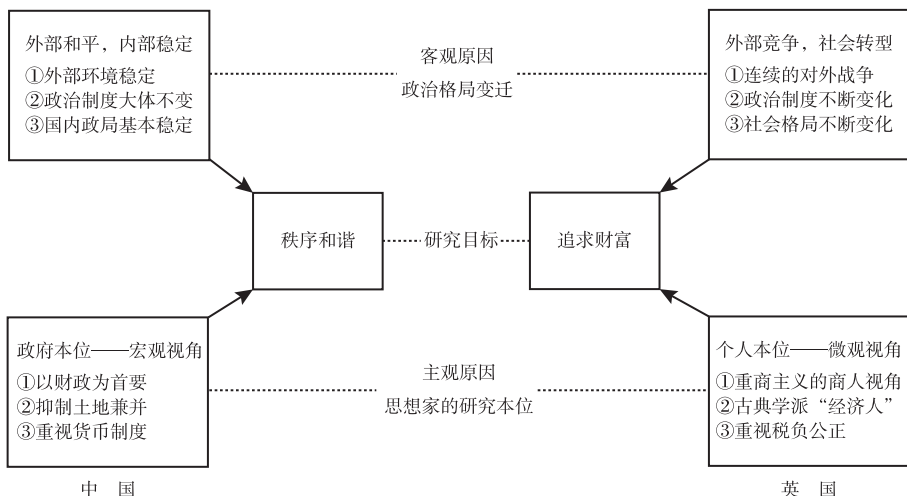 外部和平，内部稳定
①外部环境稳定
②政治制度大体不变
③国内政局基本稳定
客观原因
政治格局变迁
外部竞争，社会转型
①连续的对外战争
②政治制度不断变化
③社会格局不断变化
秩序和谐
研究目标
追求财富
政府本位——宏观视角
①以财政为首要
②抑制土地兼并
③重视货币制度
主观原因
思想家的研究本位
个人本位——微观视角
①重商主义的商人视角
②古典学派“经济人”
③重视税负公正
中 国
英 国